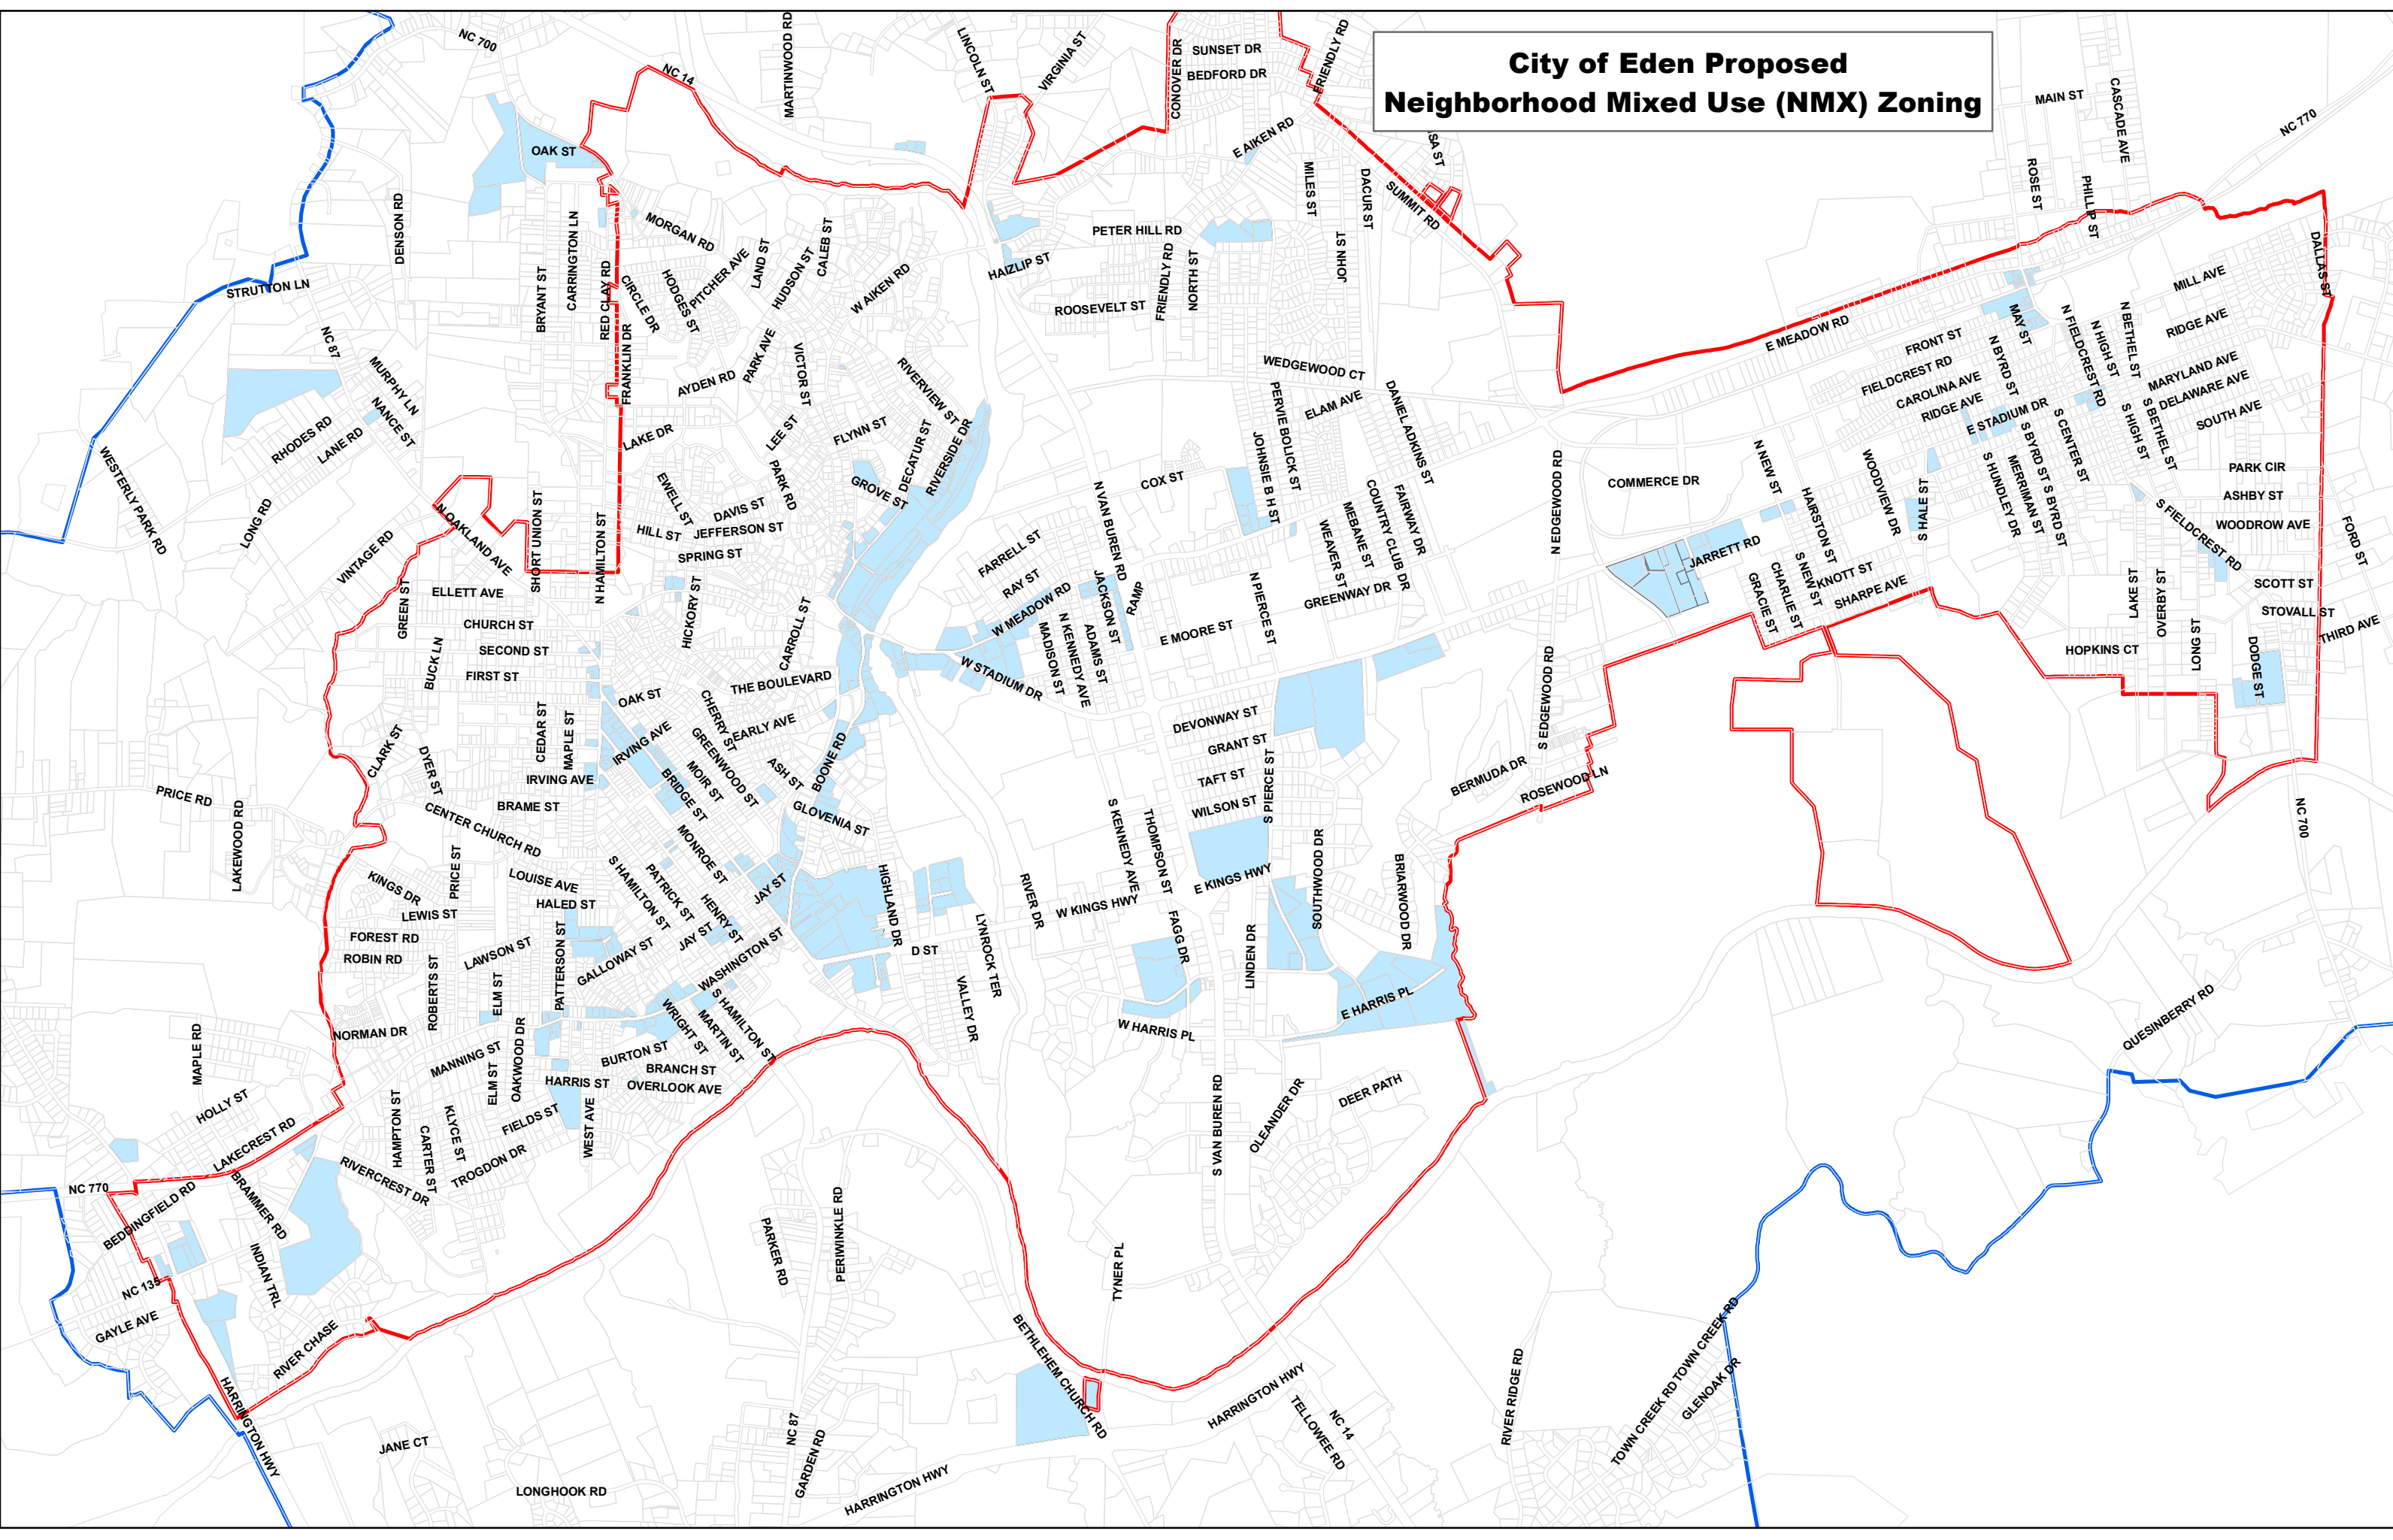 City of Eden Proposed
Neighborhood Mixed Use (NMX) Zoning
NC 700
NC 14
MARTINWOOD RD
LINCOLN ST
VIRGINIA ST
CONOVER DR
SUNSET DR
BEDFORD DR
FRIENDLY RD
E AIKEN RD
MAIN ST
CASCADE AVE
NC 770
OAK ST
DENSON RD
STRUTTON LN
NC 87
BRYANT ST
CARRINGTON LN
RED CLAY RD
FRANKLIN DR
MORGAN RD
CIRCLE DR
HODGES ST
PITCHER AVE
LAND ST
HUDSON ST
CALEB ST
W AIKEN RD
HAIZLIP ST
PETER HILL RD
ROOSEVELT ST
FRIENDLY RD
NORTH ST
MILES ST
DACUR ST
JOHN ST
SUMMIT RD
ROSE ST
PHILLIP ST
DALLAS ST
MILL AVE
RIDGE AVE
E MEADOW RD
FRONT ST
FIELDCREST RD
CAROLINA AVE
RIDGE AVE
E STADIUM DR
MAY ST
N BYRD ST
N FIELDCREST RD
N HIGH ST
N BETHEL ST
MARYLAND AVE
DELAWARE AVE
SOUTH AVE
S HIGH ST
S BETHEL ST
S CENTER ST
S BYRD ST
S BYRD ST
MERRIMAN ST
S HUNDLEY DR
PARK CIR
ASHBY ST
WOODROW AVE
FORD ST
S FIELDCREST RD
SCOTT ST
STOVALL ST
THIRD AVE
LAKE ST
OVERBY ST
LONG ST
HOPKINS CT
DODGE ST
MURPHY LN
NANCE ST
RHODES RD
LANE RD
LONG RD
WESTERLY PARK RD
VINTAGE RD
N OAKLAND AVE
SHORT UNION ST
N HAMILTON ST
LAKE DR
AYDEN RD
PARK AVE
VICTOR ST
LEE ST
PARK RD
FLYNN ST
RIVERVIEW ST
DECATUR ST
RIVERSIDE DR
GROVE ST
EWELL ST
DAVIS ST
HILL ST
JEFFERSON ST
SPRING ST
HICKORY ST
CARROLL ST
WEDGEWOOD CT
ELAM AVE
PERVIE BOLICK ST
JOHNSIE B H ST
DANIEL ADKINS ST
COX ST
N VAN BUREN RD
FARRELL ST
RAY ST
W MEADOW RD
JACKSON ST
RAMP
N KENNEDY AVE
ADAMS ST
MADISON ST
W STADIUM DR
E MOORE ST
N PIERCE ST
WEAVER ST
MEBANE ST
COUNTRY CLUB DR
FAIRWAY DR
GREENWAY DR
N EDGEWOOD RD
COMMERCE DR
N NEW ST
HAIRSTON ST
WOODVIEW DR
S HALE ST
JARRETT RD
GRACIE ST
CHARLIE ST
S NEW ST
KNOTT ST
SHARPE AVE
GREEN ST
ELLETT AVE
CHURCH ST
SECOND ST
FIRST ST
BUCK LN
CLARK ST
DYER ST
CEDAR ST
MAPLE ST
IRVING AVE
BRAME ST
CENTER CHURCH RD
OAK ST
IRVING AVE
CHERRY ST
THE BOULEVARD
EARLY AVE
GREENWOOD ST
MOIR ST
BRIDGE ST
ASH ST
BOONE RD
GLOVENIA ST
DEVONWAY ST
GRANT ST
TAFT ST
WILSON ST
S PIERCE ST
S EDGEWOOD RD
BERMUDA DR
ROSEWOOD LN
NC 700
PRICE RD
LAKEWOOD RD
KINGS DR
PRICE ST
LEWIS ST
LOUISE AVE
HALED ST
FOREST RD
ROBIN RD
LAWSON ST
ROBERTS ST
ELM ST
PATTERSON ST
MONROE ST
PATRICK ST
S HAMILTON ST
HENRY ST
JAY ST
JAY ST
GALLOWAY ST
WASHINGTON ST
HIGHLAND DR
D ST
LYNROCK TER
VALLEY DR
RIVER DR
S KENNEDY AVE
THOMPSON ST
W KINGS HWY
E KINGS HWY
FAGG DR
LINDEN DR
SOUTHWOOD DR
BRIARWOOD DR
E HARRIS PL
W HARRIS PL
S VAN BUREN RD
OLEANDER DR
DEER PATH
QUESINBERRY RD
NORMAN DR
MANNING ST
OAKWOOD DR
ELM ST
BURTON ST
WRIGHT ST
MARTIN ST
S HAMILTON ST
BRANCH ST
OVERLOOK AVE
HARRIS ST
FIELDS ST
WEST AVE
TROGDON DR
KLYCE ST
CARTER ST
HAMPTON ST
RIVERCREST DR
MAPLE RD
HOLLY ST
LAKECREST RD
BRAMMER RD
NC 770
BEDDINGFIELD RD
NC 135
GAYLE AVE
INDIAN TRL
RIVER CHASE
HARRINGTON HWY
JANE CT
LONGHOOK RD
PARKER RD
PERIWINKLE RD
NC 87
GARDEN RD
HARRINGTON HWY
BETHLEHEM CHURCH RD
TYNER PL
HARRINGTON HWY
TELLOWEE RD
NC 14
RIVER RIDGE RD
TOWN CREEK RD
TOWN CREEK RD
GLENOAK DR